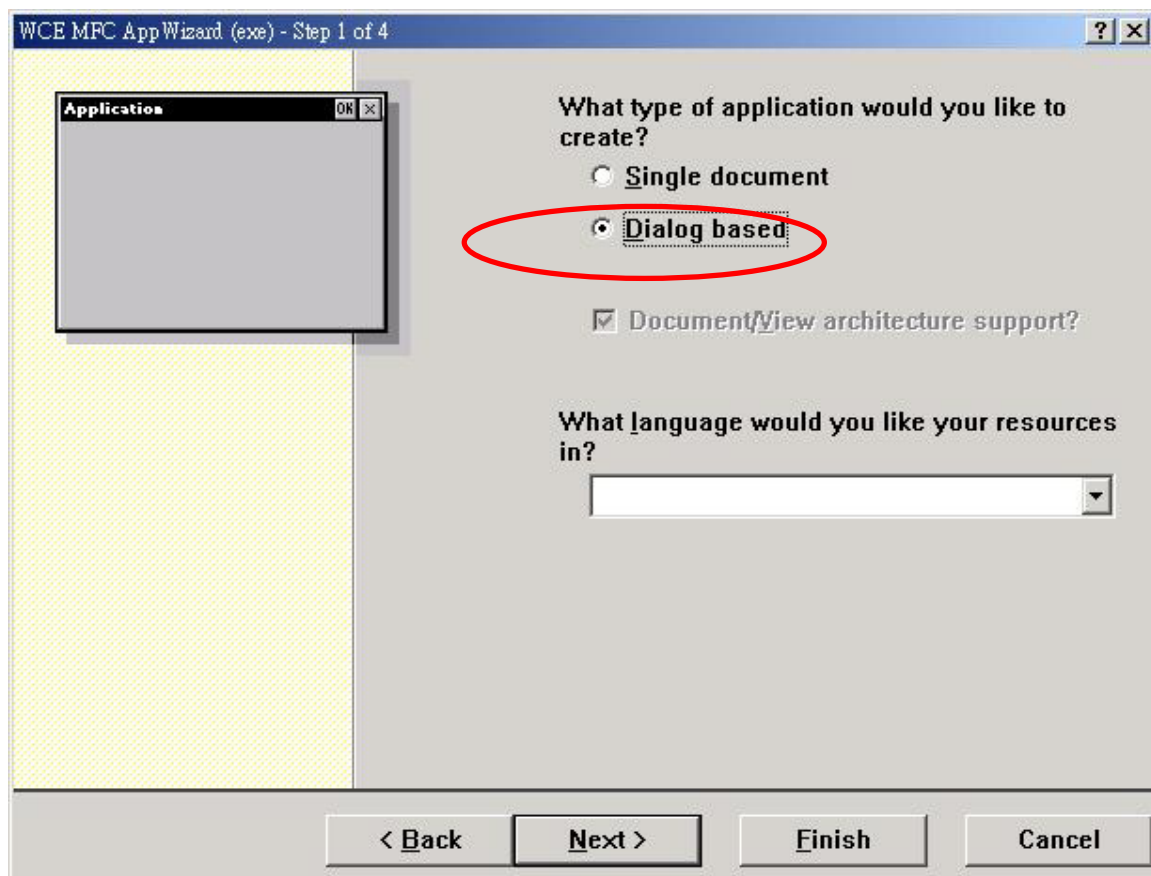 WCE MFC AppWizard (exe) - Step 1 of 4
Application
OK
What type of application would you like to
create?
Single document
Dialog based
Document/View architecture support?
What language would you like your resources
in?
< Back
Next >
Finish
Cancel